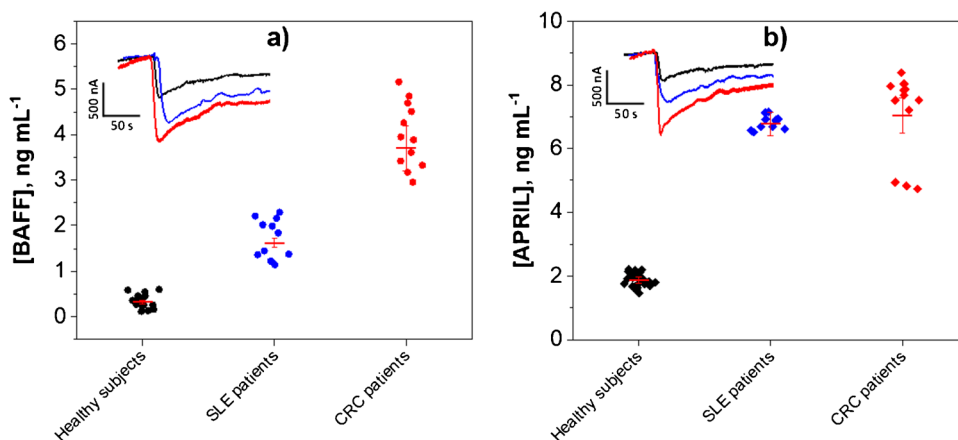 a)
[BAFF], ng mL⁻¹
6
5
4
3
2
1
0
500 nA
50 s
Healthy subjects
SLE patients
CRC patients
b)
[APRIL], ng mL⁻¹
10
8
6
4
2
0
500 nA
50 s
Healthy subjects
SLE patients
CRC patients